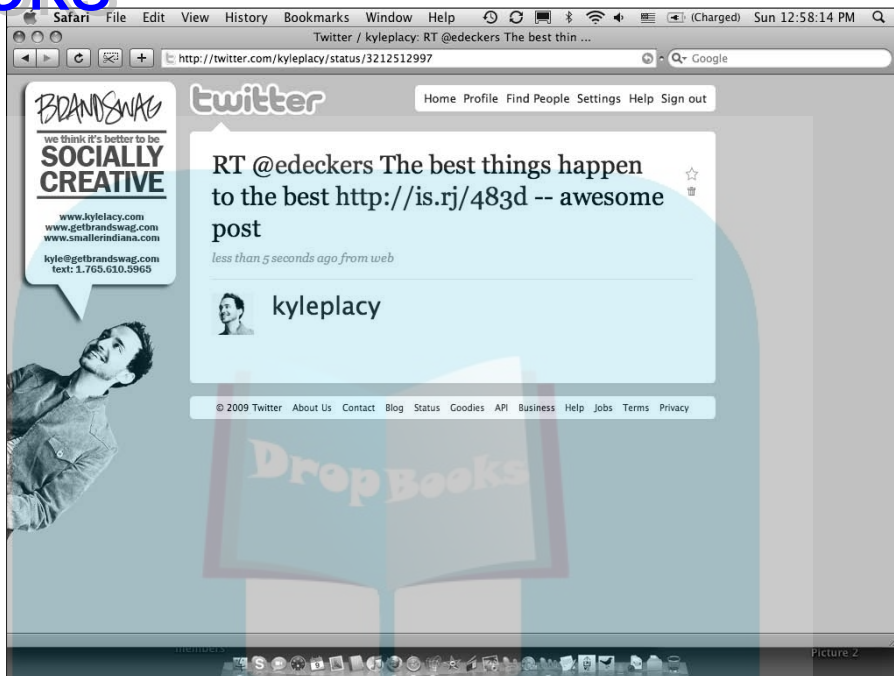 Safari File Edit View History Bookmarks Window Help (Charged) Sun 12:58:14 PM
Twitter / kyleplacy: RT @edeckers The best thin ...
http://twitter.com/kyleplacy/status/3212512997
Google
BRANDSWAG
we think it's better to be
SOCIALLY
CREATIVE
www.kylelacy.com
www.getbrandswag.com
www.smallerindiana.com
kyle@getbrandswag.com
text: 1.765.610.5965
twitter
Home Profile Find People Settings Help Sign out
RT @edeckers The best things happen
to the best http://is.rj/483d -- awesome
post
less than 5 seconds ago from web
kyleplacy
© 2009 Twitter About Us Contact Blog Status Goodies API Business Help Jobs Terms Privacy
DropBooks
members
Picture 2